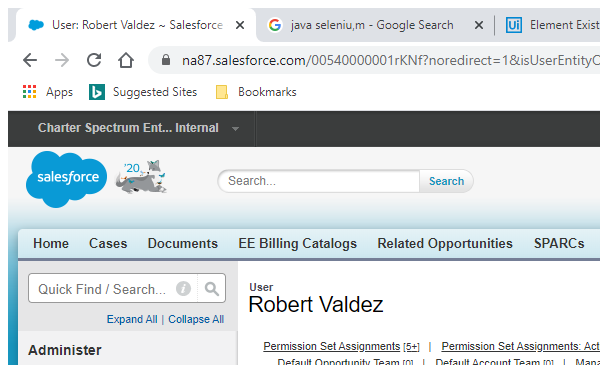 User: Robert Valdez ~ Salesforce
java seleniu,m - Google Search
Ui Element Exist
na87.salesforce.com/00540000001rKNf?noredirect=1&isUserEntityO
Apps Suggested Sites Bookmarks
Charter Spectrum Ent... Internal
salesforce
'20
Search... Search
Home Cases Documents EE Billing Catalogs Related Opportunities SPARCs
Quick Find / Search...
Expand All | Collapse All
Administer
User
Robert Valdez
Permission Set Assignments [5+] | Permission Set Assignments: Act
Default Opportunity Team [0] | Default Account Team [0] | Mana